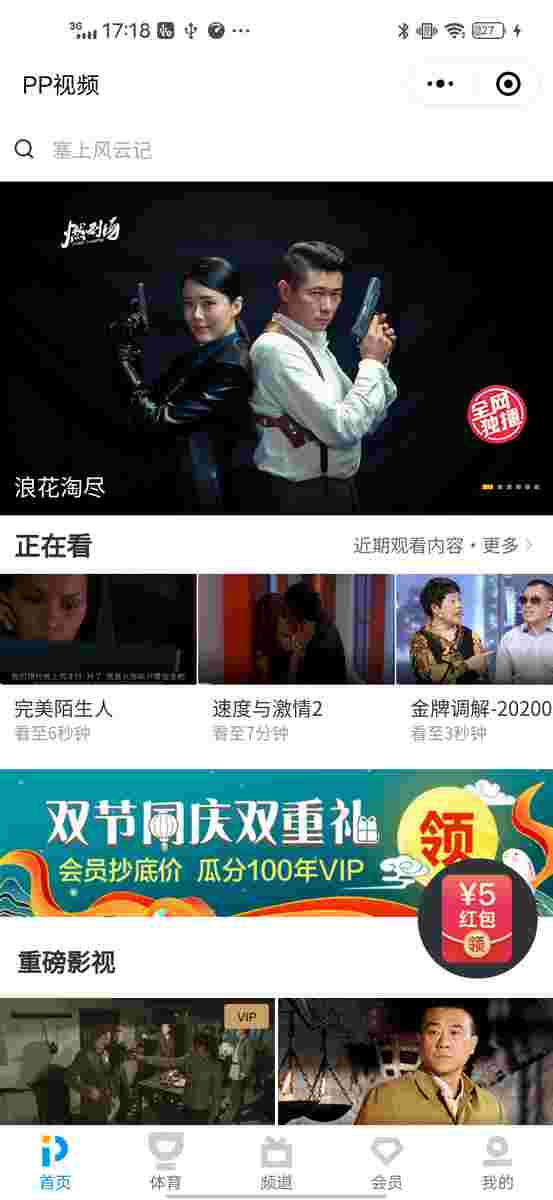 3G 17:18 27
PP视频
塞上风云记
燃剧场
全网
独播
浪花淘尽
正在看
近期观看内容·更多
完美陌生人
速度与激情2
金牌调解-20200
看至6秒钟
看至7分钟
看至3秒钟
双节同庆双重礼
领
会员抄底价 瓜分100年VIP
¥5
红包
领
重磅影视
VIP
首页
体育
频道
会员
我的